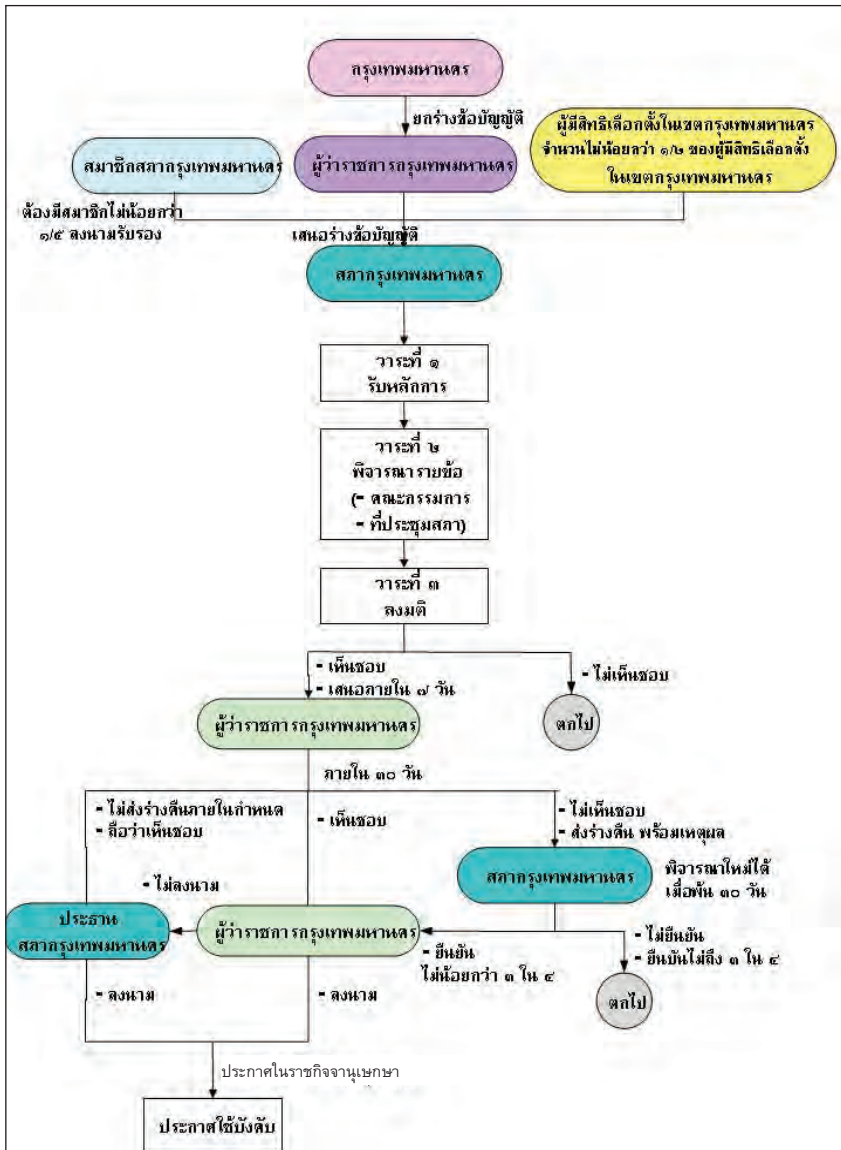 กรุงเทพมหานคร
ยกร่างข้อบัญญัติ
สมาชิกสภากรุงเทพมหานคร
ผู้ว่าราชการกรุงเทพมหานคร
ผู้มีสิทธิเลือกตั้งในเขตกรุงเทพมหานคร
จำนวนไม่น้อยกว่า ๑/๒ ของผู้มีสิทธิเลือกตั้ง
ในเขตกรุงเทพมหานคร
ต้องมีสมาชิกไม่น้อยกว่า
๑/๕ ลงนามรับรอง
เสนอร่างข้อบัญญัติ
สภากรุงเทพมหานคร
วาระที่ ๑
รับหลักการ
วาระที่ ๒
พิจารณารายข้อ
(- คณะกรรมการ
- ที่ประชุมสภา)
วาระที่ ๓
ลงมติ
- เห็นชอบ
- เสนอภายใน ๗ วัน
- ไม่เห็นชอบ
ผู้ว่าราชการกรุงเทพมหานคร
ตกไป
ภายใน ๓๐ วัน
- ไม่ส่งร่างคืนภายในกำหนด
- ถือว่าเห็นชอบ
- เห็นชอบ
- ไม่เห็นชอบ
- ส่งร่างคืน พร้อมเหตุผล
สภากรุงเทพมหานคร
พิจารณาใหม่ได้
เมื่อพ้น ๓๐ วัน
- ไม่ลงนาม
ประธาน
สภากรุงเทพมหานคร
ผู้ว่าราชการกรุงเทพมหานคร
- ยืนยัน
ไม่น้อยกว่า ๓ ใน ๔
- ไม่ยืนยัน
- ยืนยันไม่ถึง ๓ ใน ๔
ตกไป
- ลงนาม
- ลงนาม
ประกาศในราชกิจจานุเษกษา
ประกาศใช้บังคับ